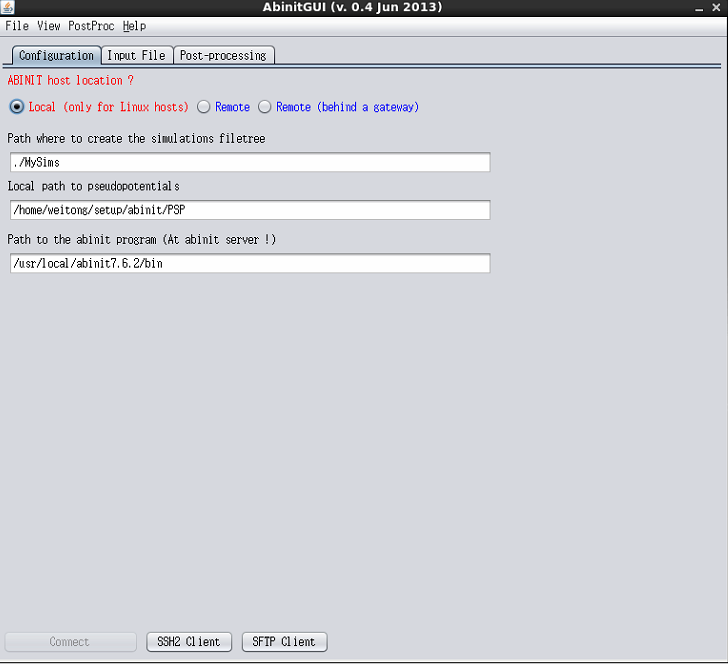 AbinitGUI (v. 0.4 Jun 2013)
File View PostProc Help
Configuration Input File Post-processing
ABINIT host location ?
Local (only for Linux hosts) Remote Remote (behind a gateway)
Path where to create the simulations filetree
./MySims
Local path to pseudopotentials
/home/weitong/setup/abinit/PSP
Path to the abinit program (At abinit server !)
/usr/local/abinit7.6.2/bin
Connect SSH2 Client SFTP Client